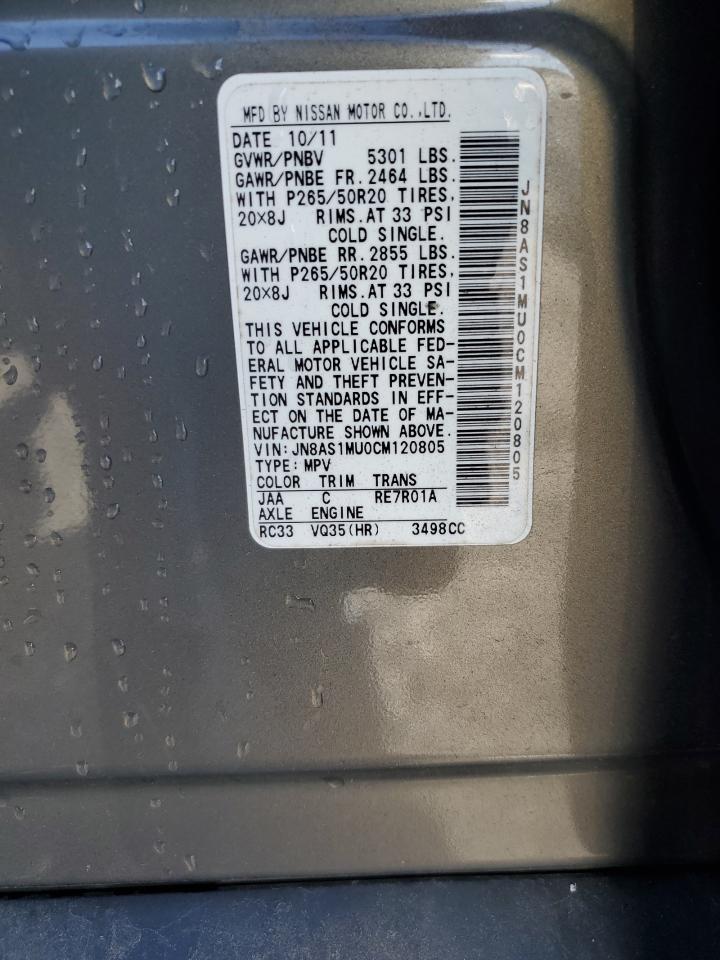 MFD BY NISSAN MOTOR CO.,LTD.
DATE 10/11
GVWR/PNBV 5301 LBS.
GAWR/PNBE FR. 2464 LBS.
WITH P265/50R20 TIRES,
20X8J RIMS.AT 33 PSI
COLD SINGLE.
GAWR/PNBE RR. 2855 LBS.
WITH P265/50R20 TIRES,
20X8J RIMS.AT 33 PSI
COLD SINGLE.
THIS VEHICLE CONFORMS
TO ALL APPLICABLE FED-
ERAL MOTOR VEHICLE SA-
FETY AND THEFT PREVEN-
TION STANDARDS IN EFF-
ECT ON THE DATE OF MA-
NUFACTURE SHOWN ABOVE.
VIN: JN8AS1MU0CM120805
TYPE: MPV
COLOR TRIM TRANS
JAA C RE7R01A
AXLE ENGINE
RC33 VQ35(HR) 3498CC
JN8AS1MU0CM120805